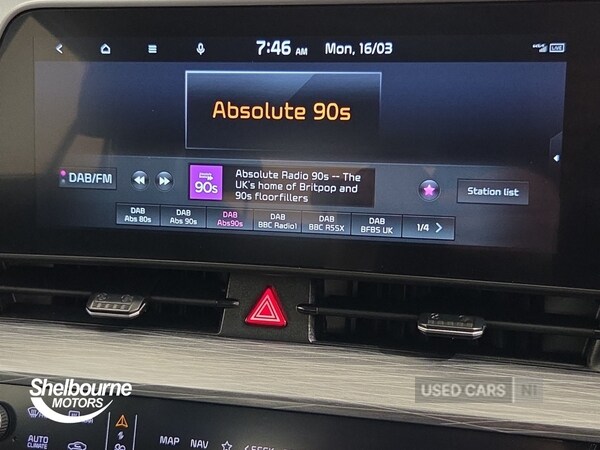 7:46 AM Mon, 16/03
LIVE
Absolute 90s
DAB/FM
90s
Absolute Radio 90s -- The
UK's home of Britpop and
90s floorfillers
Station list
DAB
Abs 80s
DAB
Abs 90s
DAB
Abs90s
DAB
BBC Radio1
DAB
BBC R5SX
DAB
BFBS UK
1/4
Shelbourne
MOTORS
USED CARS NI
AUTO
CLIMATE
MAP
NAV
SEEK